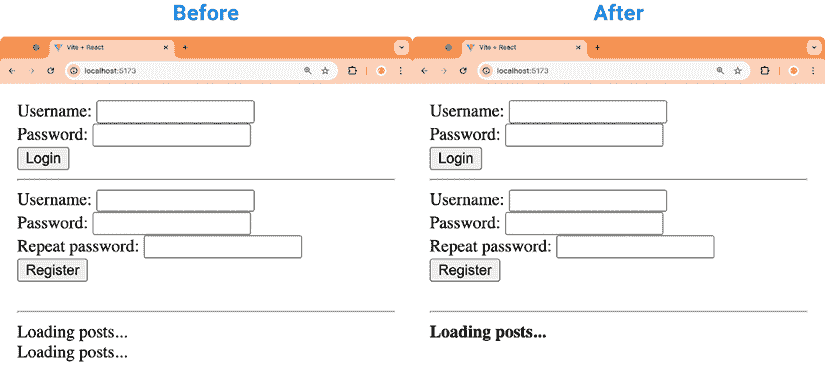 Before
Vite + React
localhost:5173
Username:
Password:
Login
Username:
Password:
Repeat password:
Register
Loading posts...
Loading posts...
After
Vite + React
localhost:5173
Username:
Password:
Login
Username:
Password:
Repeat password:
Register
Loading posts...